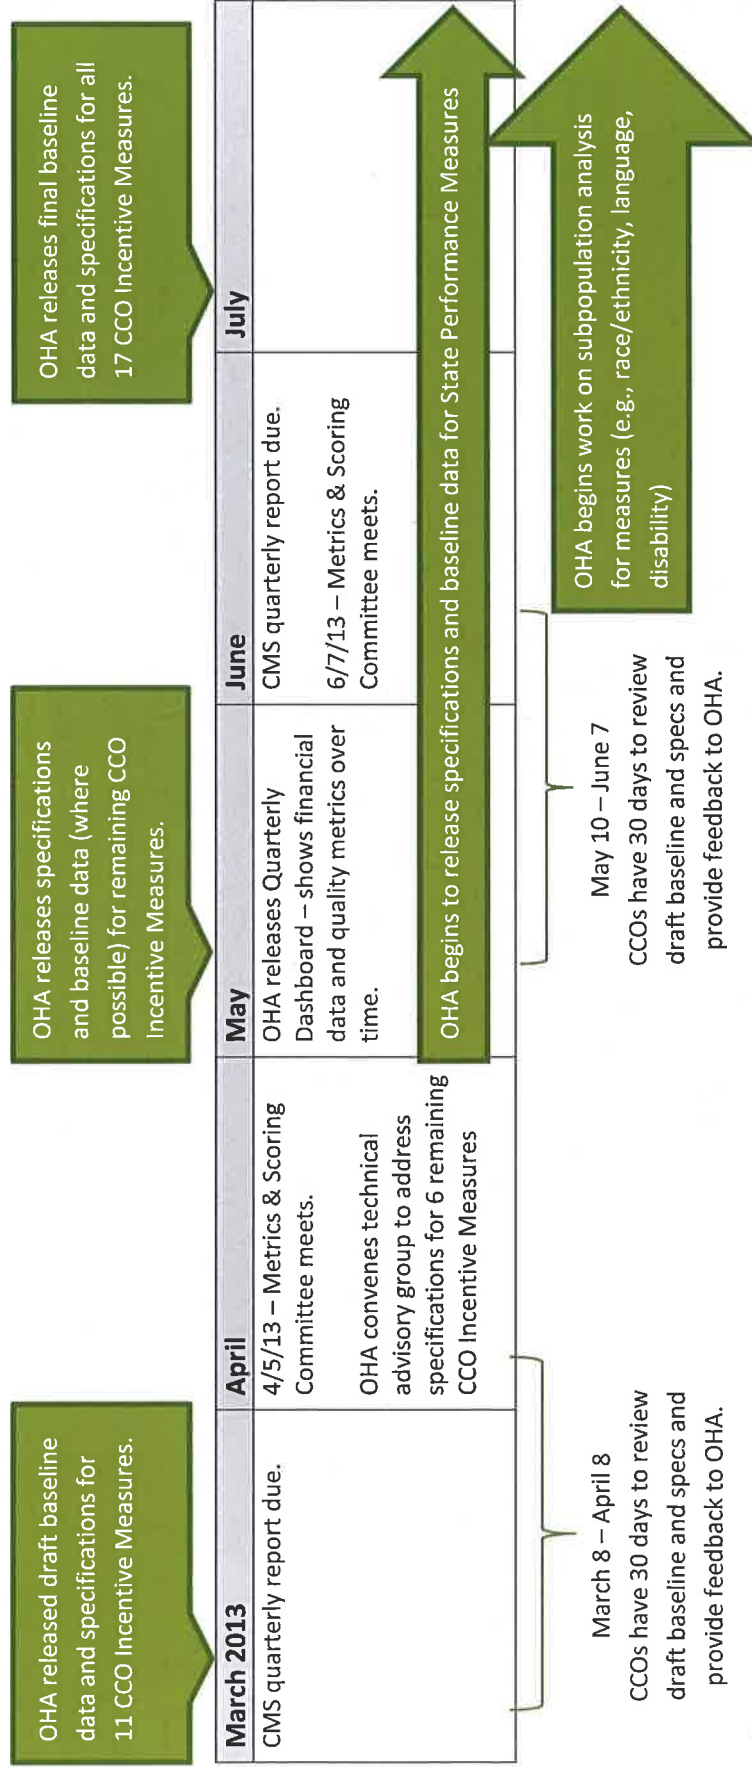 OHA released draft baseline
data and specifications for
11 CCO Incentive Measures.
OHA releases specifications
and baseline data (where
possible) for remaining CCO
Incentive Measures.
OHA releases final baseline
data and specifications for all
17 CCO Incentive Measures.
March 2013
CMS quarterly report due.
April
4/5/13 – Metrics & Scoring
Committee meets.
OHA convenes technical
advisory group to address
specifications for 6 remaining
CCO Incentive Measures
May
OHA releases Quarterly
Dashboard – shows financial
data and quality metrics over
time.
June
CMS quarterly report due.
6/7/13 – Metrics & Scoring
Committee meets.
July
OHA begins to release specifications and baseline data for State Performance Measures
March 8 – April 8
CCOs have 30 days to review
draft baseline and specs and
provide feedback to OHA.
May 10 – June 7
CCOs have 30 days to review
draft baseline and specs and
provide feedback to OHA.
OHA begins work on subpopulation analysis
for measures (e.g., race/ethnicity, language,
disability)